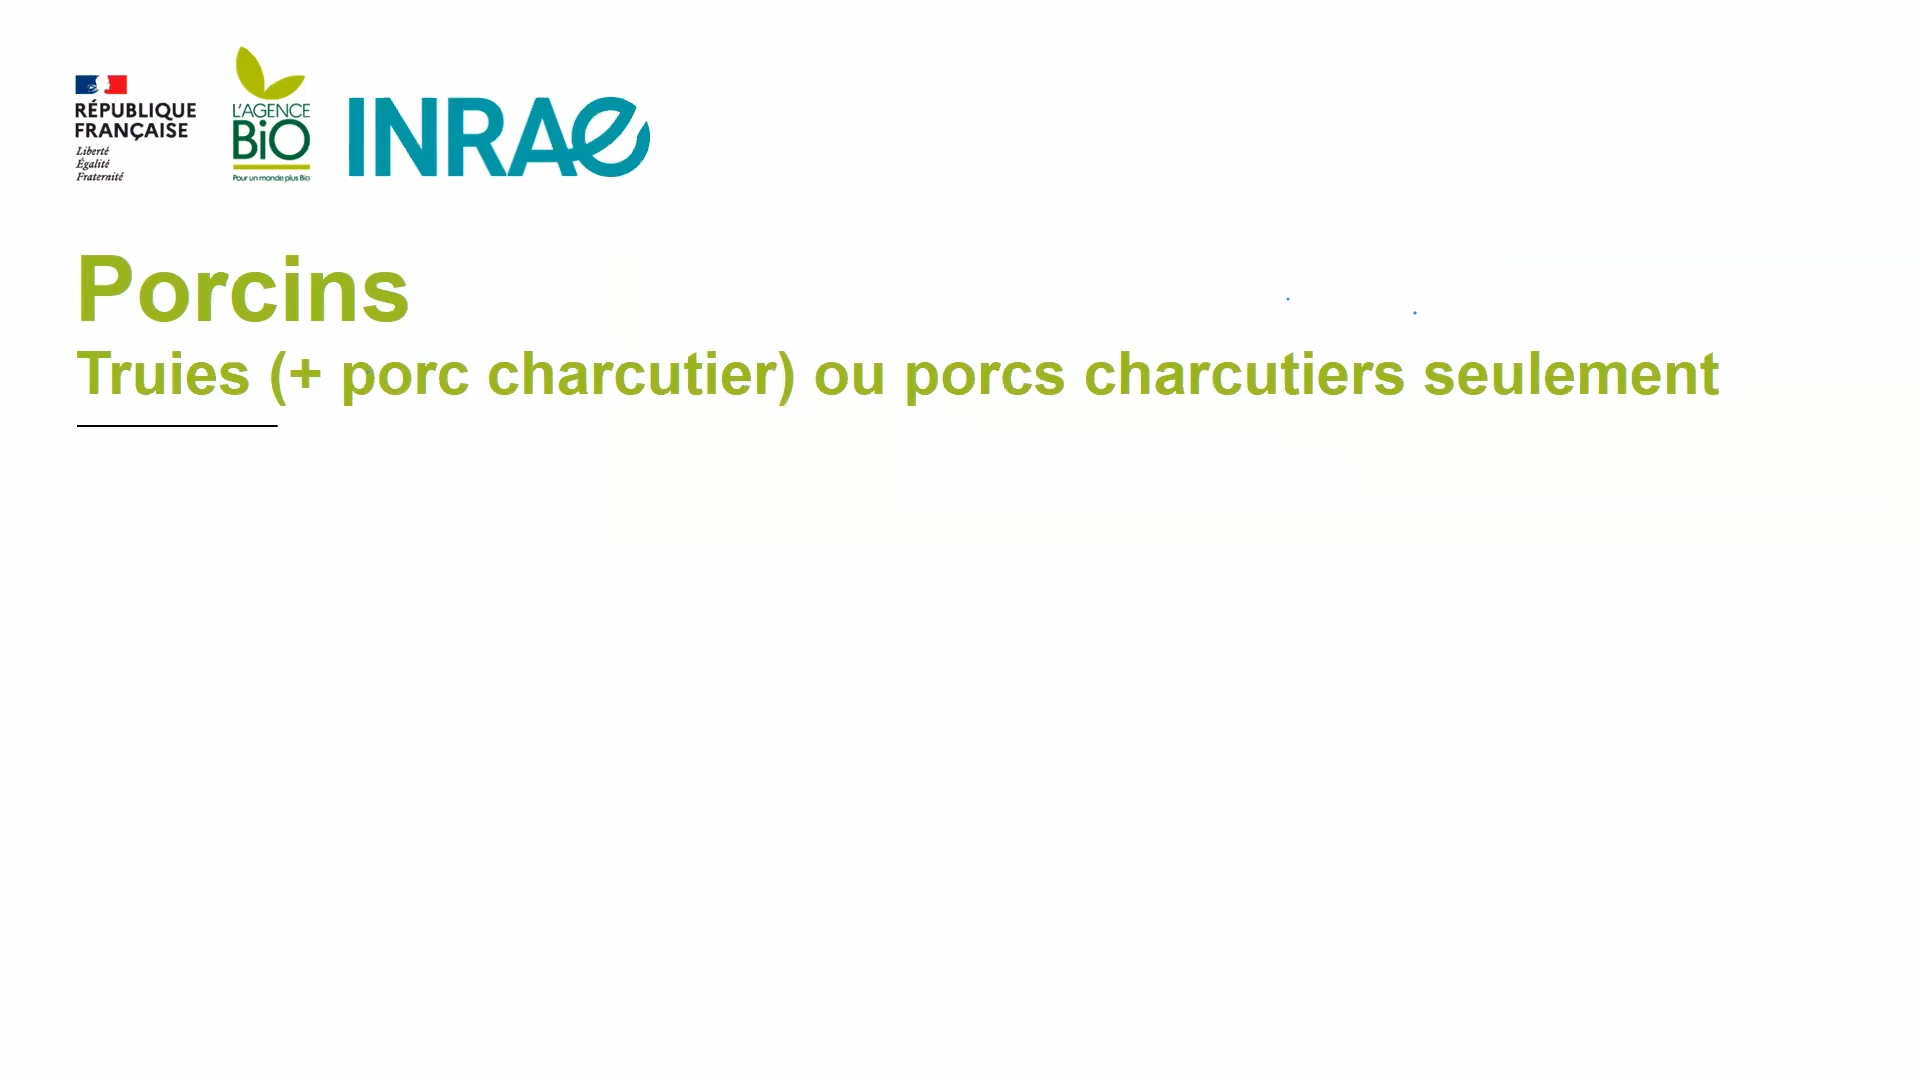 RÉPUBLIQUE
FRANÇAISE
Liberté
Égalité
Fraternité
L'AGENCE
BiO
Pour un monde plus Bio
INRAE
Porcins
Truies (+ porc charcutier) ou porcs charcutiers seulement